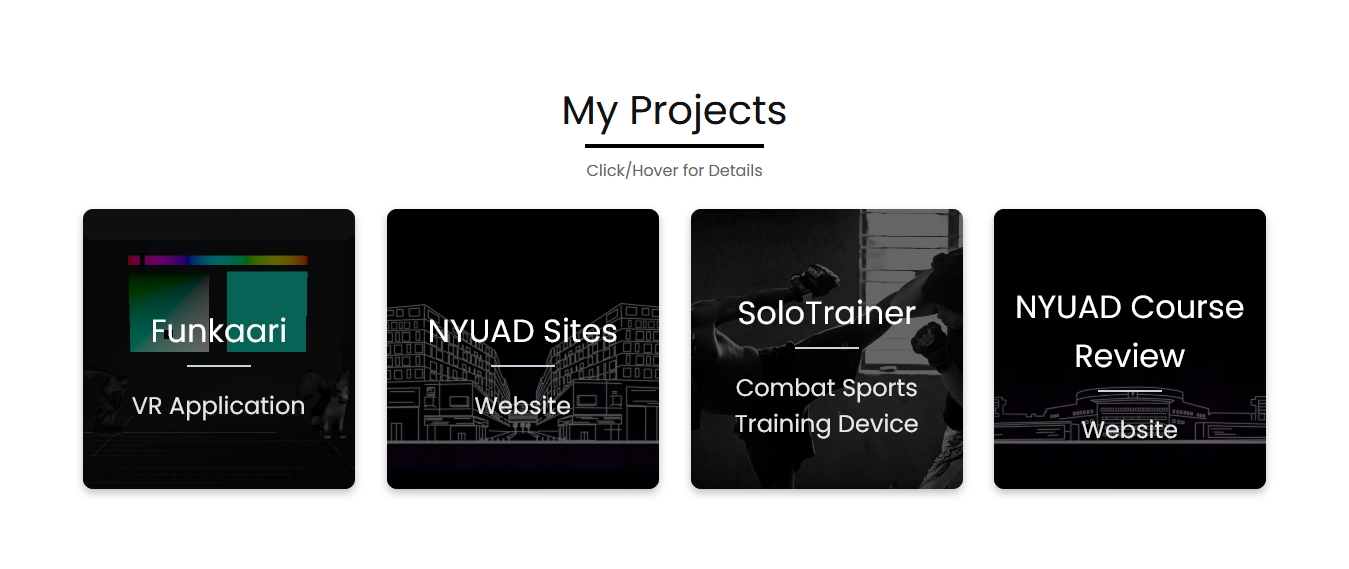 My Projects
Click/Hover for Details
Funkaari
VR Application
NYUAD Sites
Website
SoloTrainer
Combat Sports
Training Device
NYUAD Course
Review
Website